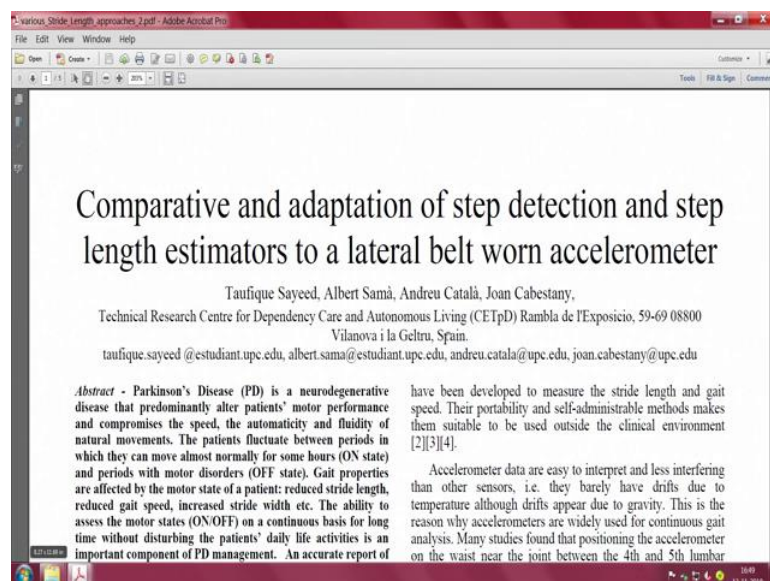 various_Stride_Length_approaches_2.pdf - Adobe Acrobat Pro
File Edit View Window Help
Open Create
Customize
1 / 5 203%
Tools Fill & Sign Comment
Comparative and adaptation of step detection and step
length estimators to a lateral belt worn accelerometer
Taufique Sayeed, Albert Samà, Andreu Català, Joan Cabestany,
Technical Research Centre for Dependency Care and Autonomous Living (CETpD) Rambla de l'Exposicio, 59-69 08800
Vilanova i la Geltru, Spain.
taufique.sayeed @estudiant.upc.edu, albert.sama@estudiant.upc.edu, andreu.catala@upc.edu, joan.cabestany@upc.edu
Abstract - Parkinson's Disease (PD) is a neurodegenerative
disease that predominantly alter patients' motor performance
and compromises the speed, the automaticity and fluidity of
natural movements. The patients fluctuate between periods in
which they can move almost normally for some hours (ON state)
and periods with motor disorders (OFF state). Gait properties
are affected by the motor state of a patient: reduced stride length,
reduced gait speed, increased stride width etc. The ability to
assess the motor states (ON/OFF) on a continuous basis for long
time without disturbing the patients' daily life activities is an
important component of PD management. An accurate report of
have been developed to measure the stride length and gait
speed. Their portability and self-administrable methods makes
them suitable to be used outside the clinical environment
[2][3][4].
Accelerometer data are easy to interpret and less interfering
than other sensors, i.e. they barely have drifts due to
temperature although drifts appear due to gravity. This is the
reason why accelerometers are widely used for continuous gait
analysis. Many studies found that positioning the accelerometer
on the waist near the joint between the 4th and 5th lumbar
8.27 x 11.69 in
16:49